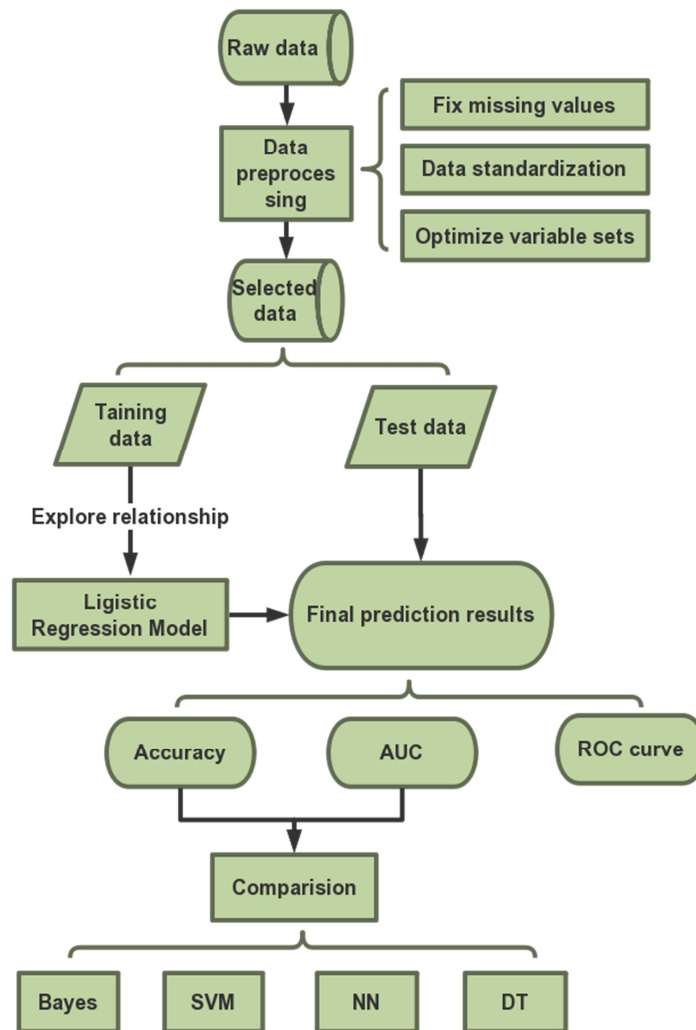 Raw data
Fix missing values
Data
preproces
sing
Data standardization
Optimize variable sets
Selected
data
Taining
data
Test data
Explore relationship
Ligistic
Regression Model
Final prediction results
Accuracy
AUC
ROC curve
Comparision
Bayes
SVM
NN
DT